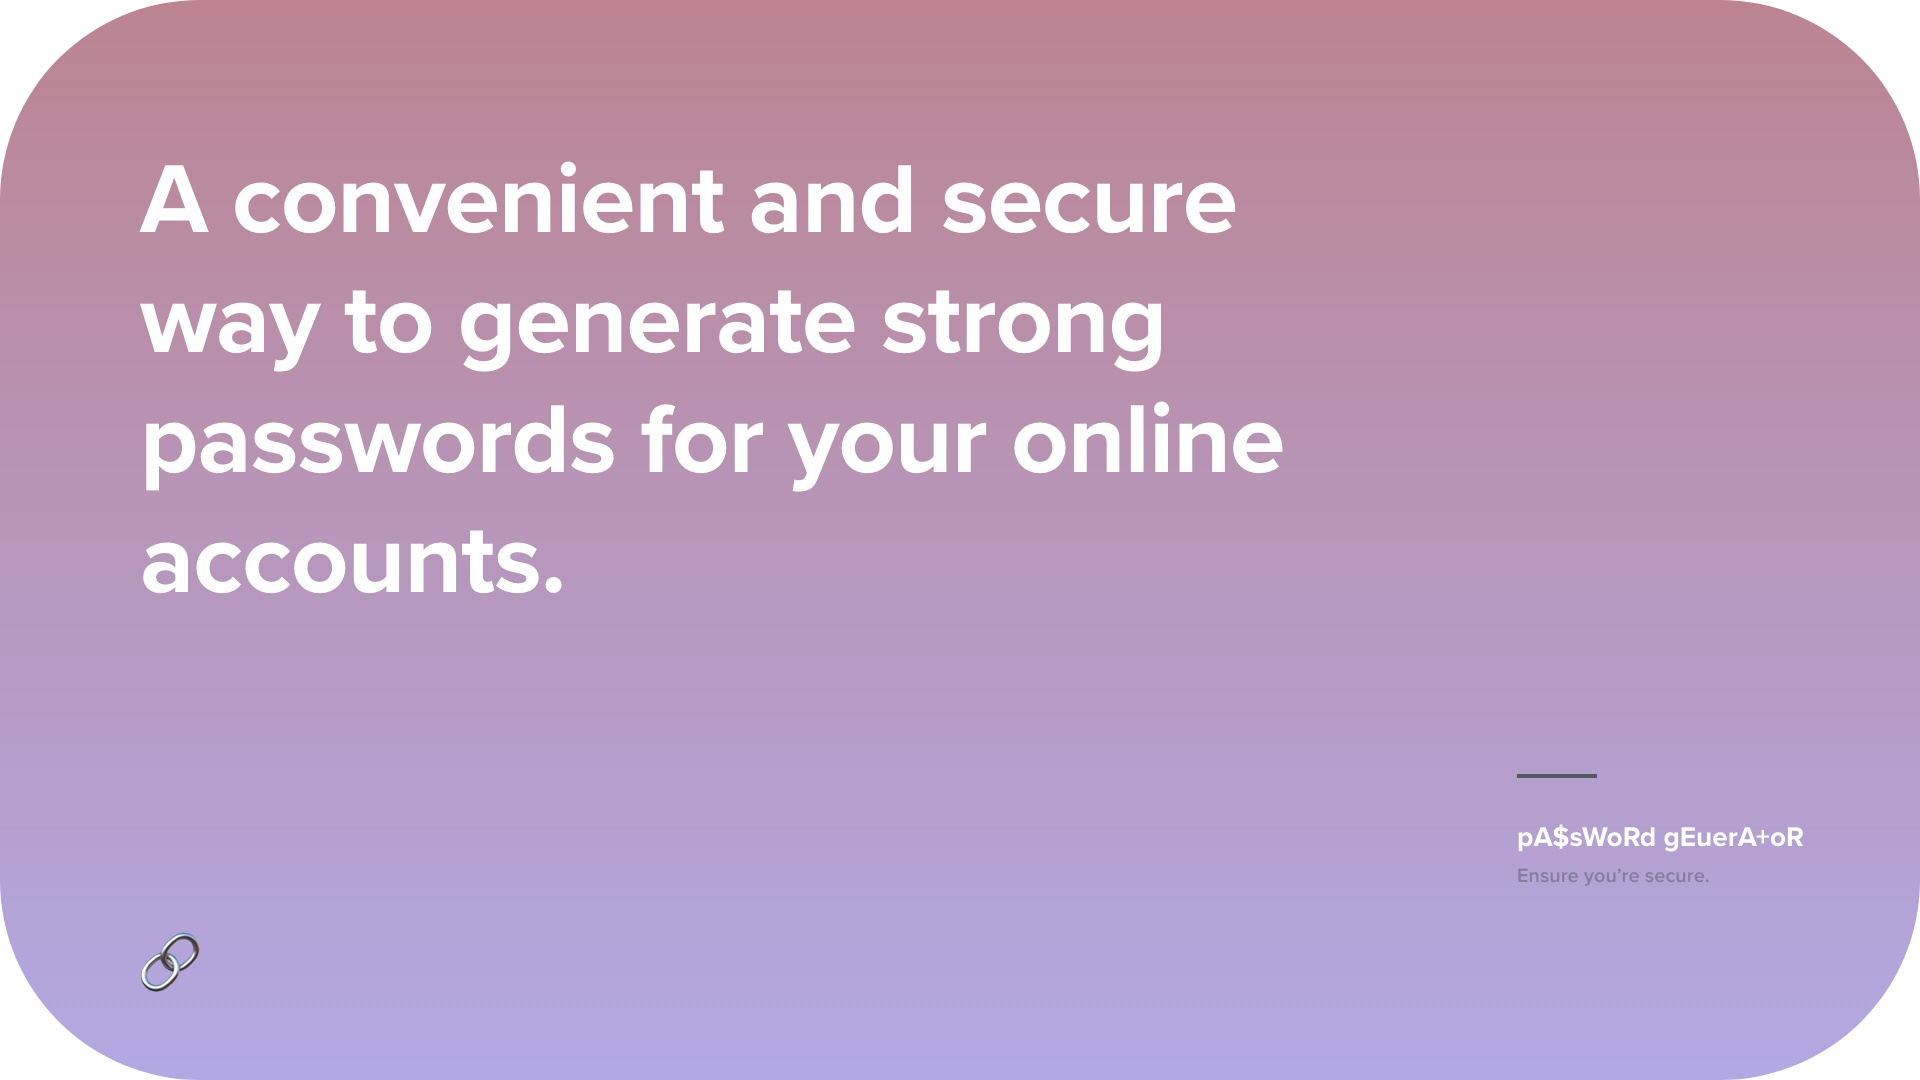 A convenient and secure
way to generate strong
passwords for your online
accounts.
pA$sWoRd gEuerA+oR
Ensure you’re secure.